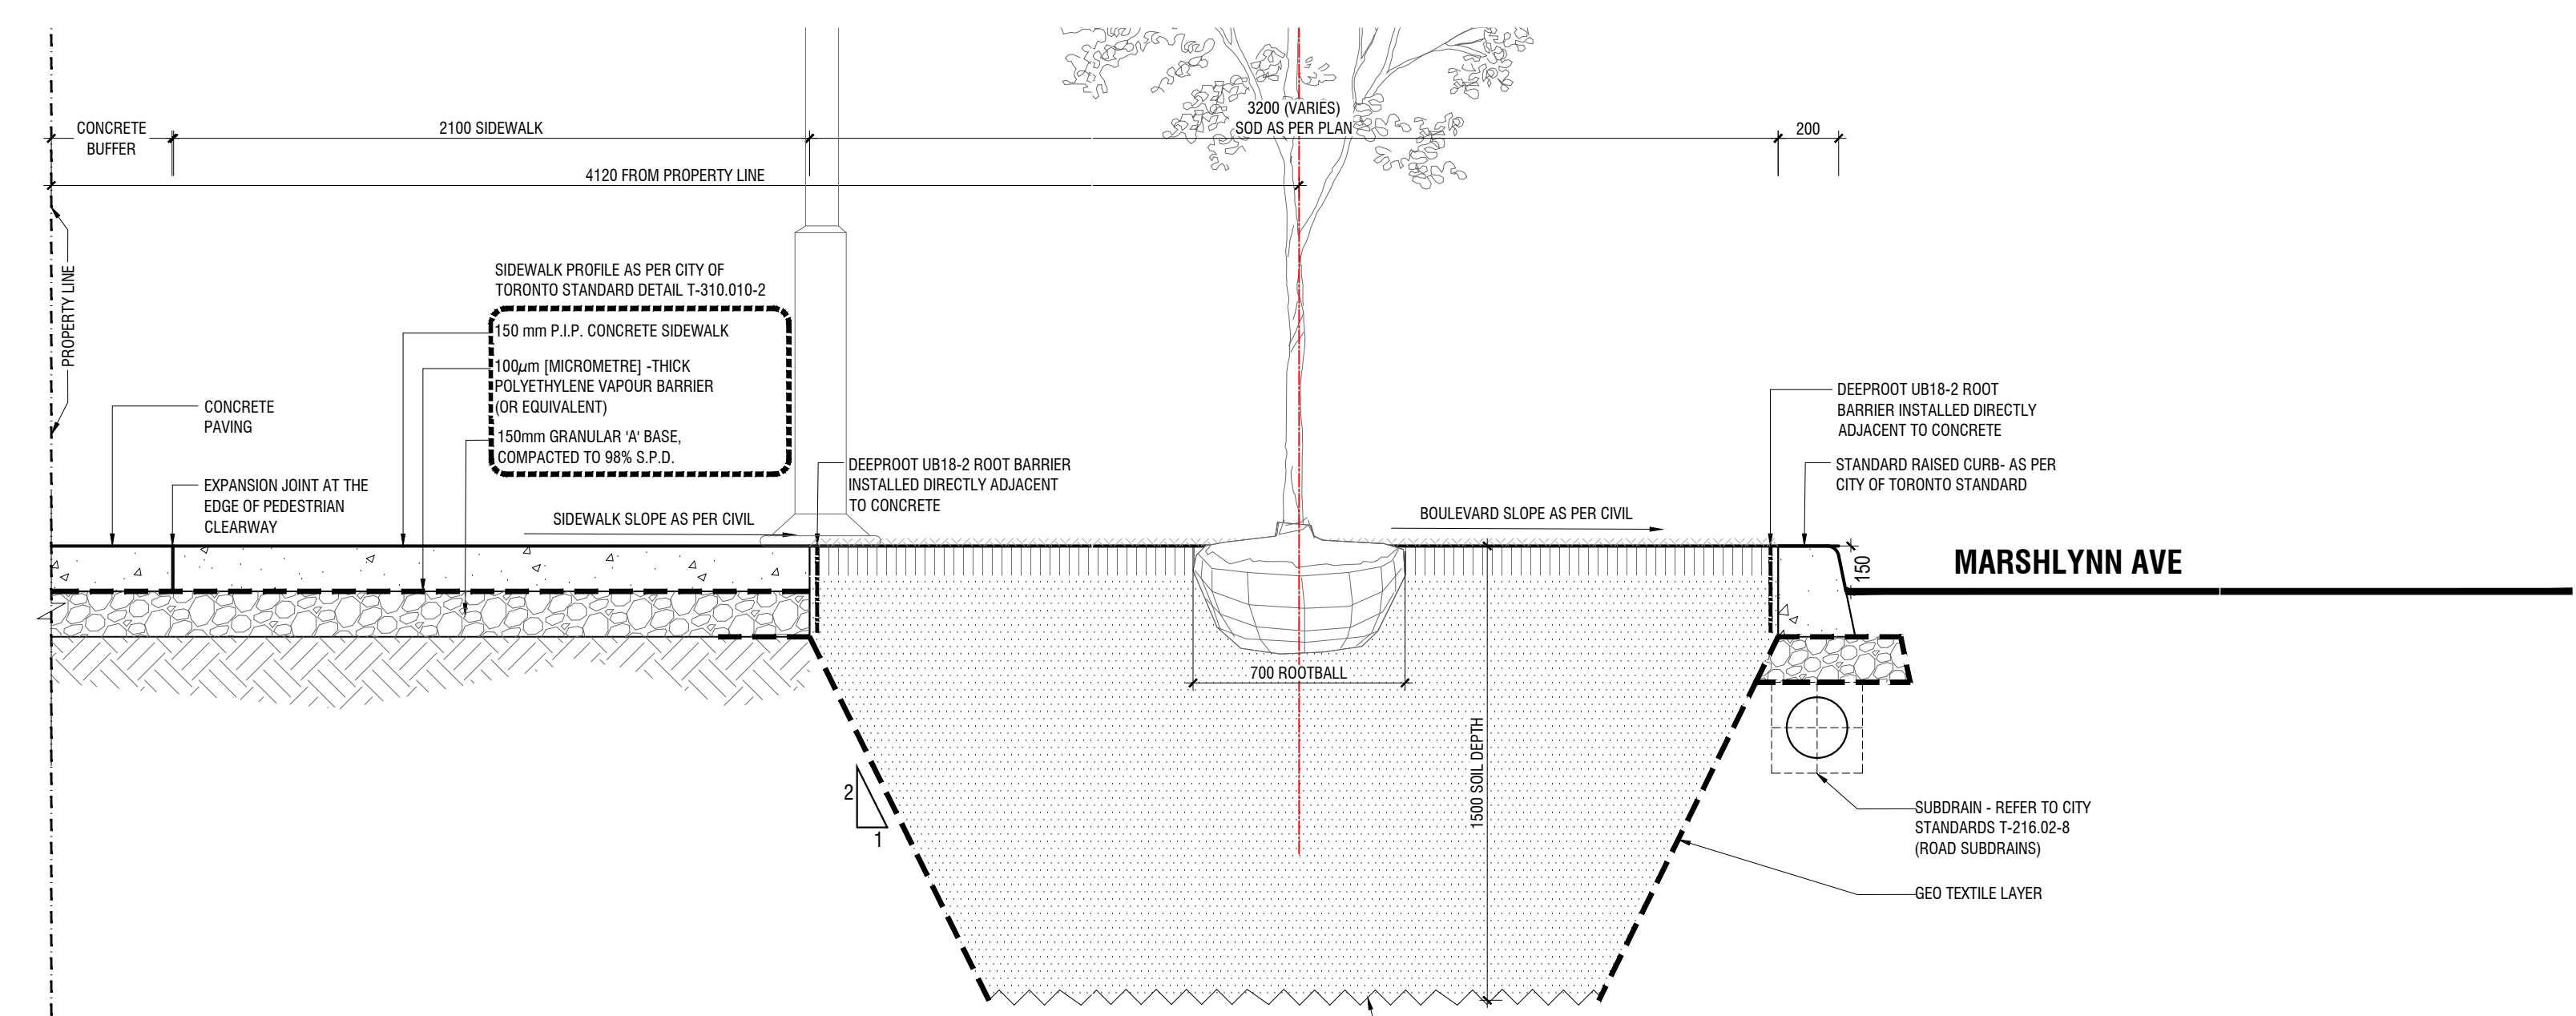 CONCRETE
BUFFER
2100 SIDEWALK
3200 (VARIES)
SOD AS PER PLAN
200
4120 FROM PROPERTY LINE
PROPERTY LINE
SIDEWALK PROFILE AS PER CITY OF
TORONTO STANDARD DETAIL T-310.010-2
150 mm P.I.P. CONCRETE SIDEWALK
100µm [MICROMETRE] -THICK
POLYETHYLENE VAPOUR BARRIER
(OR EQUIVALENT)
150mm GRANULAR 'A' BASE,
COMPACTED TO 98% S.P.D.
CONCRETE
PAVING
EXPANSION JOINT AT THE
EDGE OF PEDESTRIAN
CLEARWAY
SIDEWALK SLOPE AS PER CIVIL
DEEPROOT UB18-2 ROOT BARRIER
INSTALLED DIRECTLY ADJACENT
TO CONCRETE
BOULEVARD SLOPE AS PER CIVIL
DEEPROOT UB18-2 ROOT
BARRIER INSTALLED DIRECTLY
ADJACENT TO CONCRETE
STANDARD RAISED CURB- AS PER
CITY OF TORONTO STANDARD
150
MARSHLYNN AVE
700 ROOTBALL
1500 SOIL DEPTH
2
1
SUBDRAIN - REFER TO CITY
STANDARDS T-216.02-8
(ROAD SUBDRAINS)
GEO TEXTILE LAYER